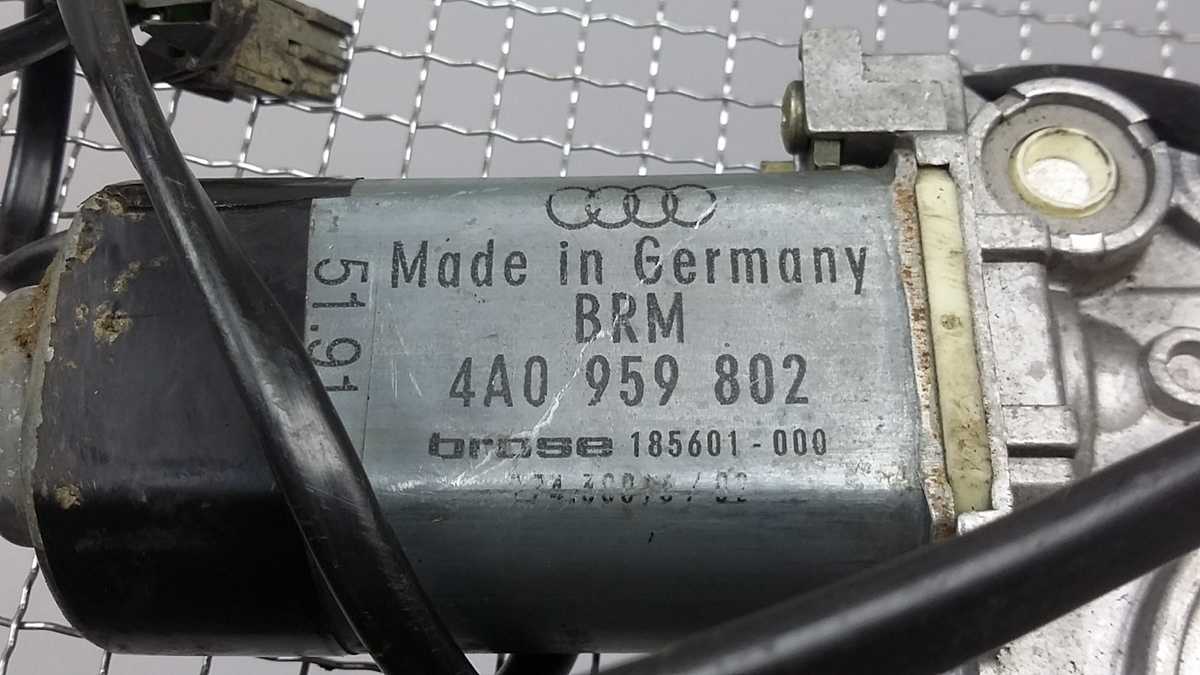 Made in Germany
BRM
4A0 959 802
brose 185601-000
51.91